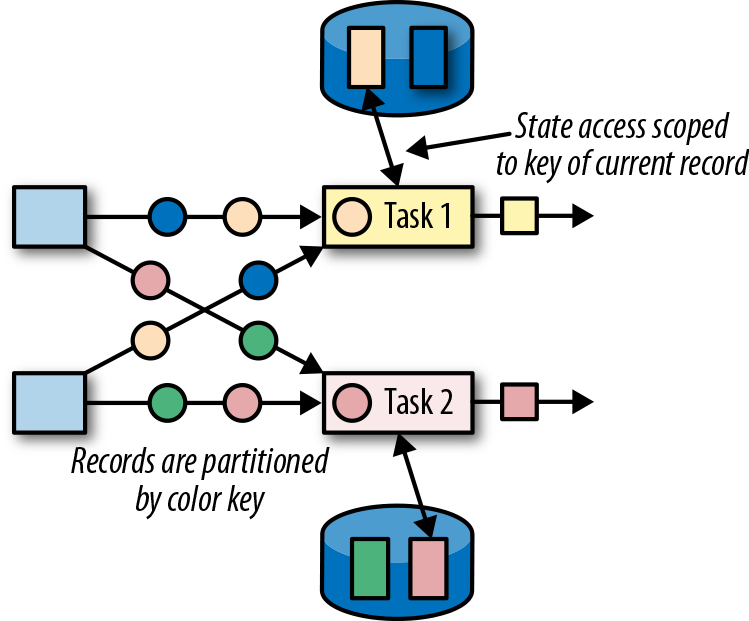 State access scoped
to key of current record
Task 1
Task 2
Records are partitioned
by color key